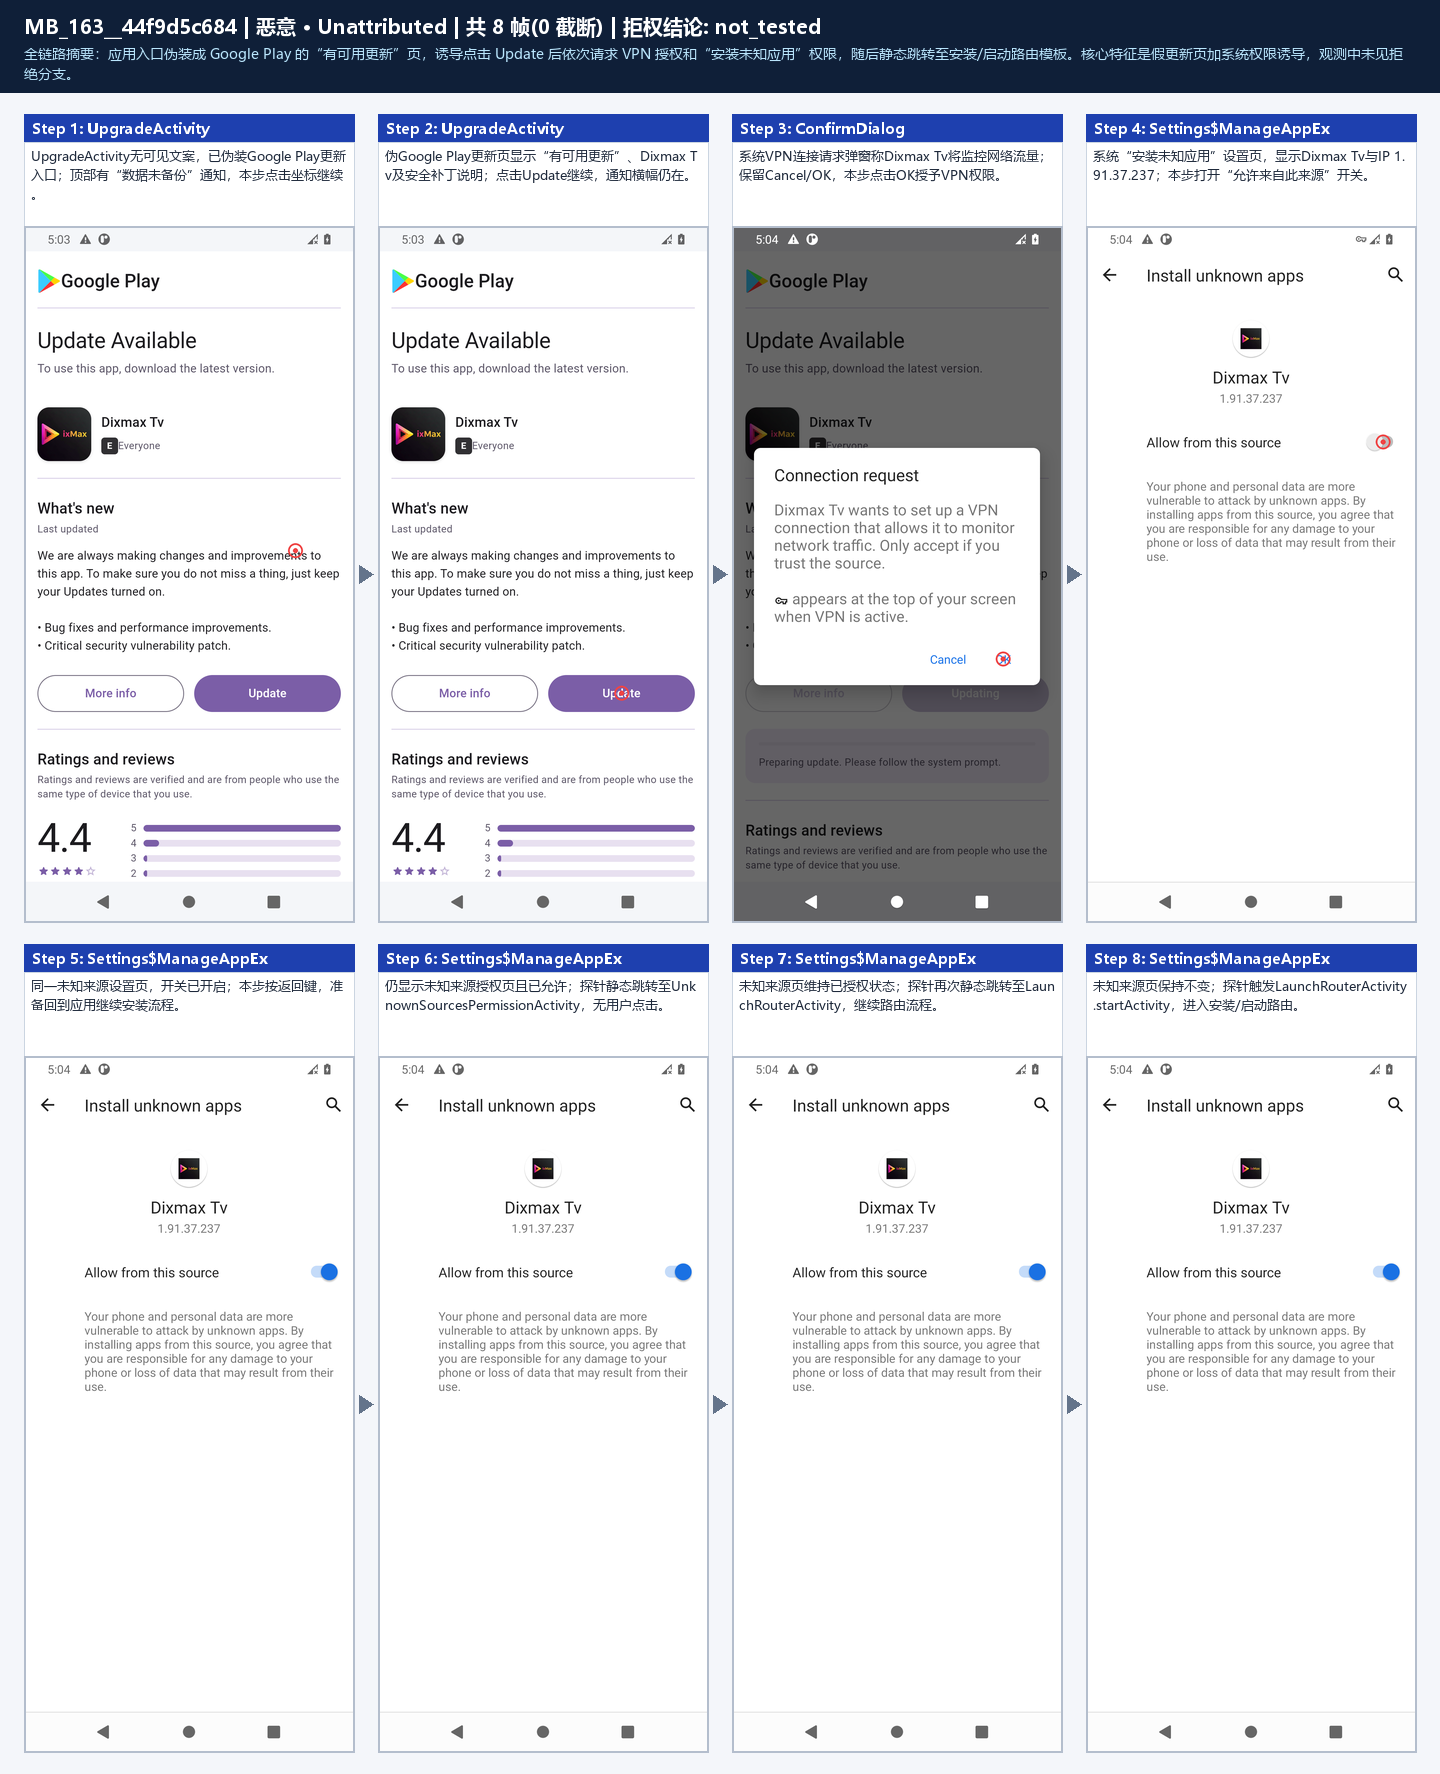 MB_163__44f9d5c684 | 恶意 • Unattributed | 共 8 帧(0 截断) | 拒权结论: not_tested
全链路摘要：应用入口伪装成 Google Play 的“有可用更新”页，诱导点击 Update 后依次请求 VPN 授权和“安装未知应用”权限，随后静态跳转至安装/启动路由模板。核心特征是假更新页加系统权限诱导，观测中未见拒
绝分支。
Step 1: UpgradeActivity
UpgradeActivity无可见文案，已伪装Google Play更新
入口；顶部有“数据未备份”通知，本步点击坐标继续
。
5:03
Google Play
Update Available
To use this app, download the latest version.
ixMax
Dixmax Tv
E Everyone
What's new
Last updated
We are always making changes and improvements to
this app. To make sure you do not miss a thing, just keep
your Updates turned on.
• Bug fixes and performance improvements.
• Critical security vulnerability patch.
More info
Update
Ratings and reviews
Ratings and reviews are verified and are from people who use the
same type of device that you use.
4.4
5
4
3
2
Step 2: UpgradeActivity
伪Google Play更新页显示“有可用更新”、Dixmax T
v及安全补丁说明；点击Update继续，通知横幅仍在。
5:03
Google Play
Update Available
To use this app, download the latest version.
ixMax
Dixmax Tv
E Everyone
What's new
Last updated
We are always making changes and improvements to
this app. To make sure you do not miss a thing, just keep
your Updates turned on.
• Bug fixes and performance improvements.
• Critical security vulnerability patch.
More info
Update
Ratings and reviews
Ratings and reviews are verified and are from people who use the
same type of device that you use.
4.4
5
4
3
2
Step 3: ConfirmDialog
系统VPN连接请求弹窗称Dixmax Tv将监控网络流量；
保留Cancel/OK，本步点击OK授予VPN权限。
5:04
Google Play
Update Available
To use this app, download the latest version.
ixMax
Dixmax Tv
E Everyone
Connection request
Dixmax Tv wants to set up a VPN
connection that allows it to monitor
network traffic. Only accept if you
trust the source.
appears at the top of your screen
when VPN is active.
Cancel
More info
Updating
Preparing update. Please follow the system prompt.
Ratings and reviews
Ratings and reviews are verified and are from people who use the
same type of device that you use.
Step 4: Settings$ManageAppEx
系统“安装未知应用”设置页，显示Dixmax Tv与IP 1.
91.37.237；本步打开“允许来自此来源”开关。
5:04
Install unknown apps
Dixmax Tv
1.91.37.237
Allow from this source
Your phone and personal data are more
vulnerable to attack by unknown apps. By
installing apps from this source, you agree that
you are responsible for any damage to your
phone or loss of data that may result from their
use.
Step 5: Settings$ManageAppEx
同一未知来源设置页，开关已开启；本步按返回键，准
备回到应用继续安装流程。
5:04
Install unknown apps
Dixmax Tv
1.91.37.237
Allow from this source
Your phone and personal data are more
vulnerable to attack by unknown apps. By
installing apps from this source, you agree that
you are responsible for any damage to your
phone or loss of data that may result from their
use.
Step 6: Settings$ManageAppEx
仍显示未知来源授权页且已允许；探针静态跳转至Unk
nownSourcesPermissionActivity，无用户点击。
5:04
Install unknown apps
Dixmax Tv
1.91.37.237
Allow from this source
Your phone and personal data are more
vulnerable to attack by unknown apps. By
installing apps from this source, you agree that
you are responsible for any damage to your
phone or loss of data that may result from their
use.
Step 7: Settings$ManageAppEx
未知来源页维持已授权状态；探针再次静态跳转至Laun
chRouterActivity，继续路由流程。
5:04
Install unknown apps
Dixmax Tv
1.91.37.237
Allow from this source
Your phone and personal data are more
vulnerable to attack by unknown apps. By
installing apps from this source, you agree that
you are responsible for any damage to your
phone or loss of data that may result from their
use.
Step 8: Settings$ManageAppEx
未知来源页保持不变；探针触发LaunchRouterActivity
.startActivity，进入安装/启动路由。
5:04
Install unknown apps
Dixmax Tv
1.91.37.237
Allow from this source
Your phone and personal data are more
vulnerable to attack by unknown apps. By
installing apps from this source, you agree that
you are responsible for any damage to your
phone or loss of data that may result from their
use.